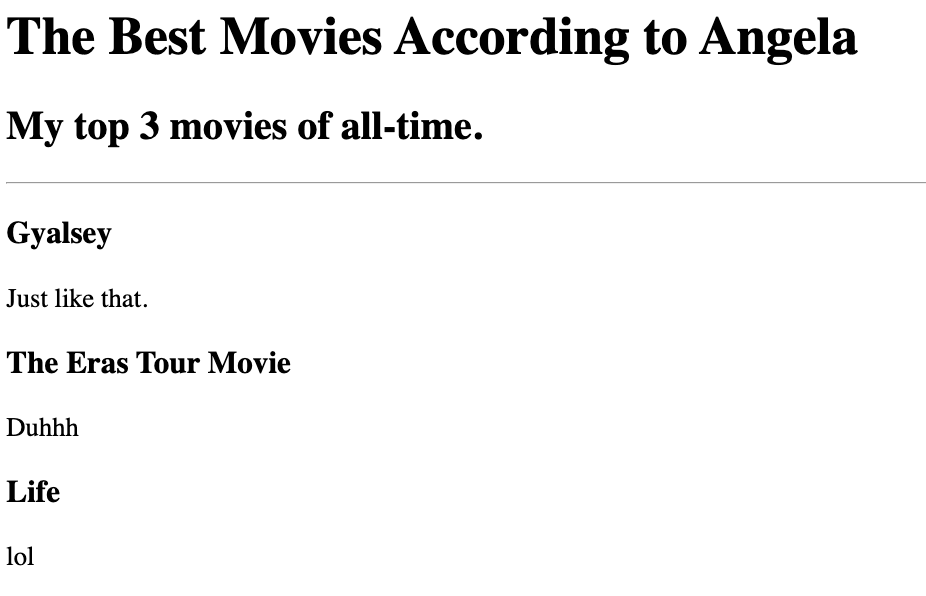 The Best Movies According to Angela
My top 3 movies of all-time.
Gyalsey
Just like that.
The Eras Tour Movie
Duhhh
Life
lol